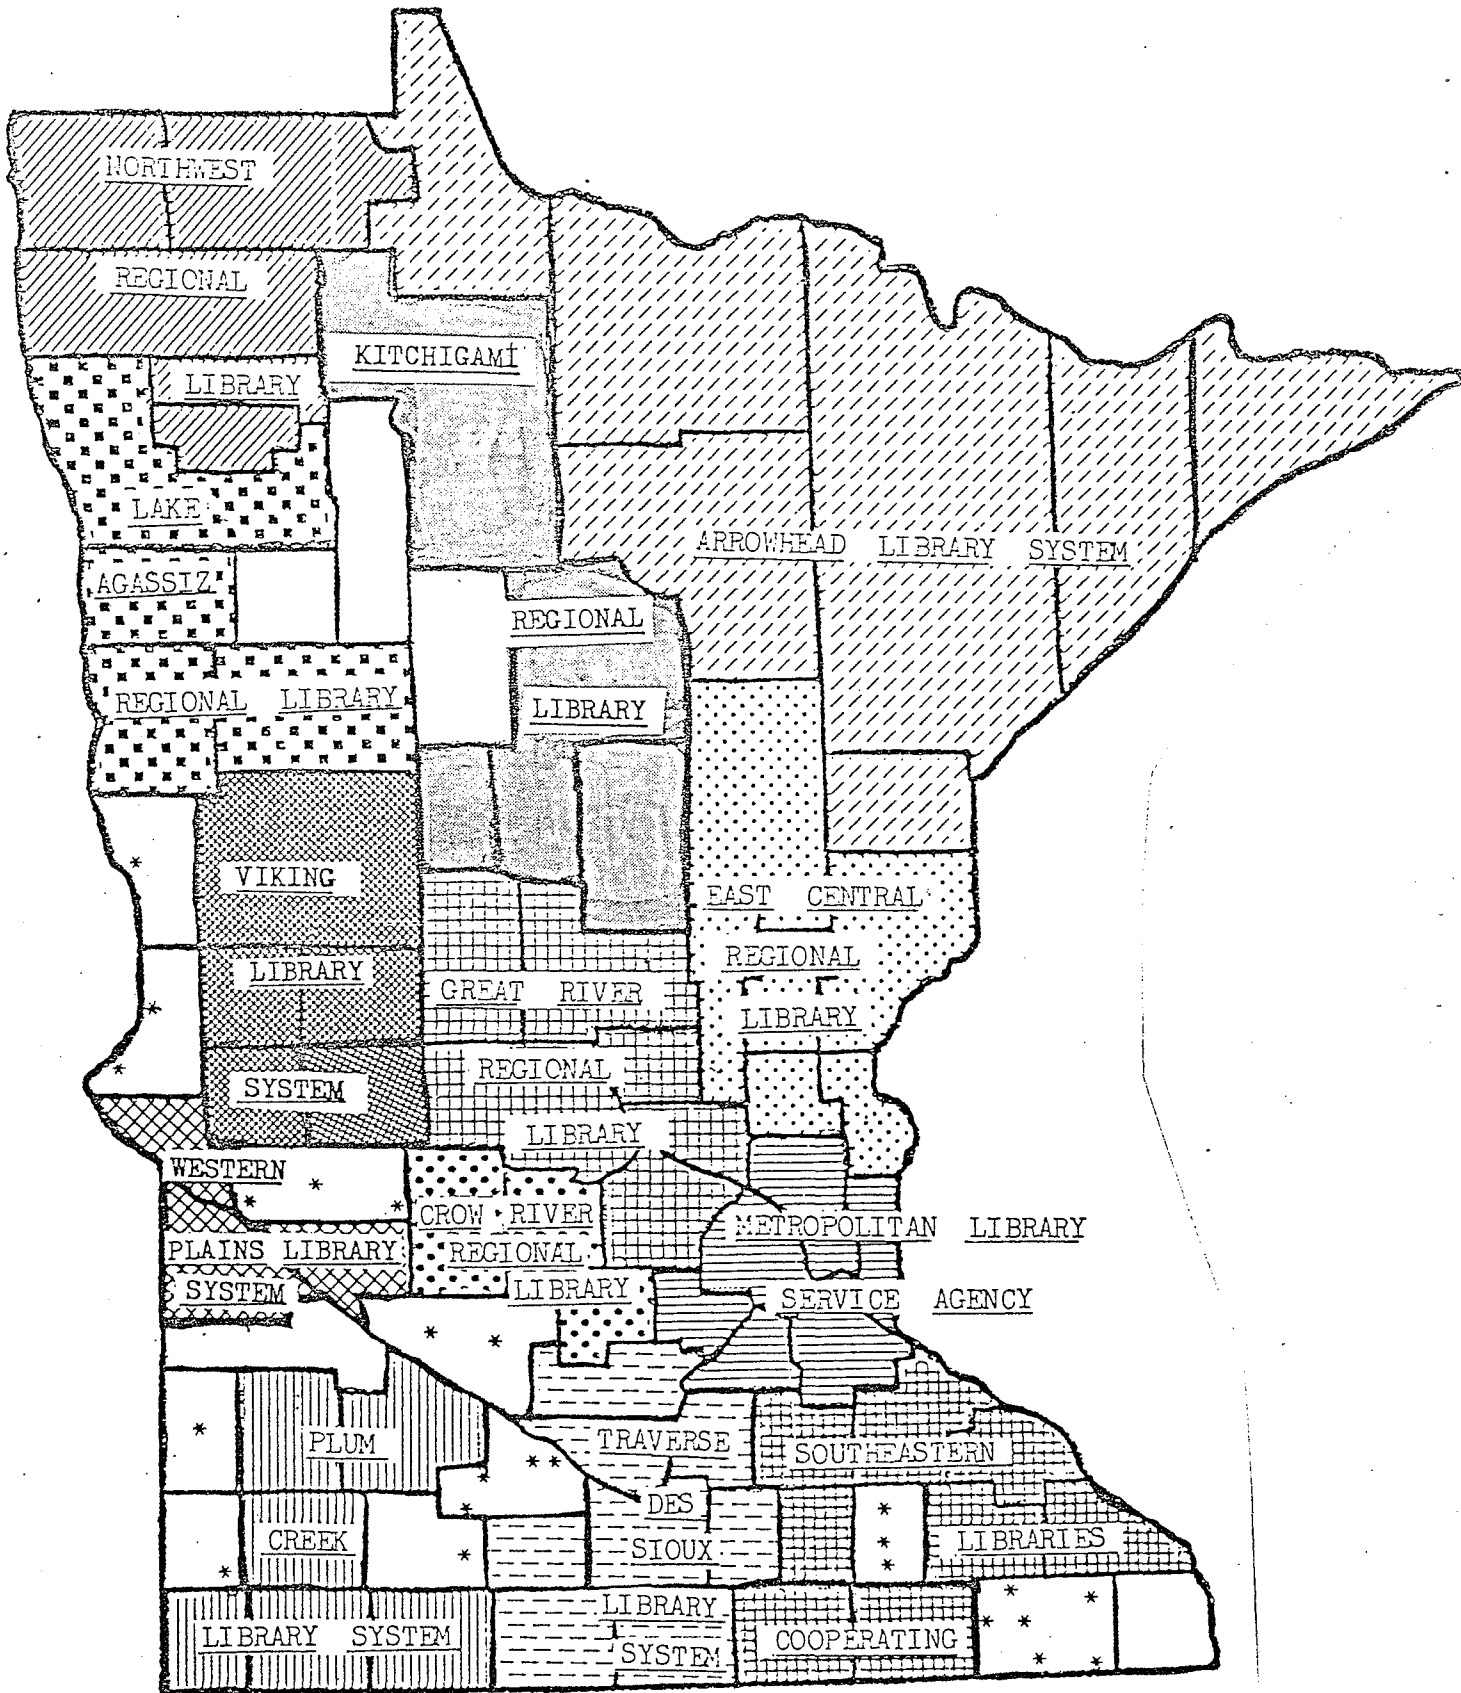 NORTHWEST
REGIONAL
LIBRARY
KITCHIGAMI
REGIONAL
LIBRARY
ARROWHEAD LIBRARY SYSTEM
LAKE
AGASSIZ
REGIONAL LIBRARY
VIKING
LIBRARY
SYSTEM
EAST CENTRAL
REGIONAL
LIBRARY
GREAT RIVER
REGIONAL
LIBRARY
WESTERN
PLAINS LIBRARY
SYSTEM
CROW RIVER
REGIONAL
LIBRARY
METROPOLITAN LIBRARY
SERVICE AGENCY
PLUM
CREEK
LIBRARY SYSTEM
TRAVERSE
DES
SIOUX
LIBRARY
SYSTEM
SOUTHEASTERN
LIBRARIES
COOPERATING